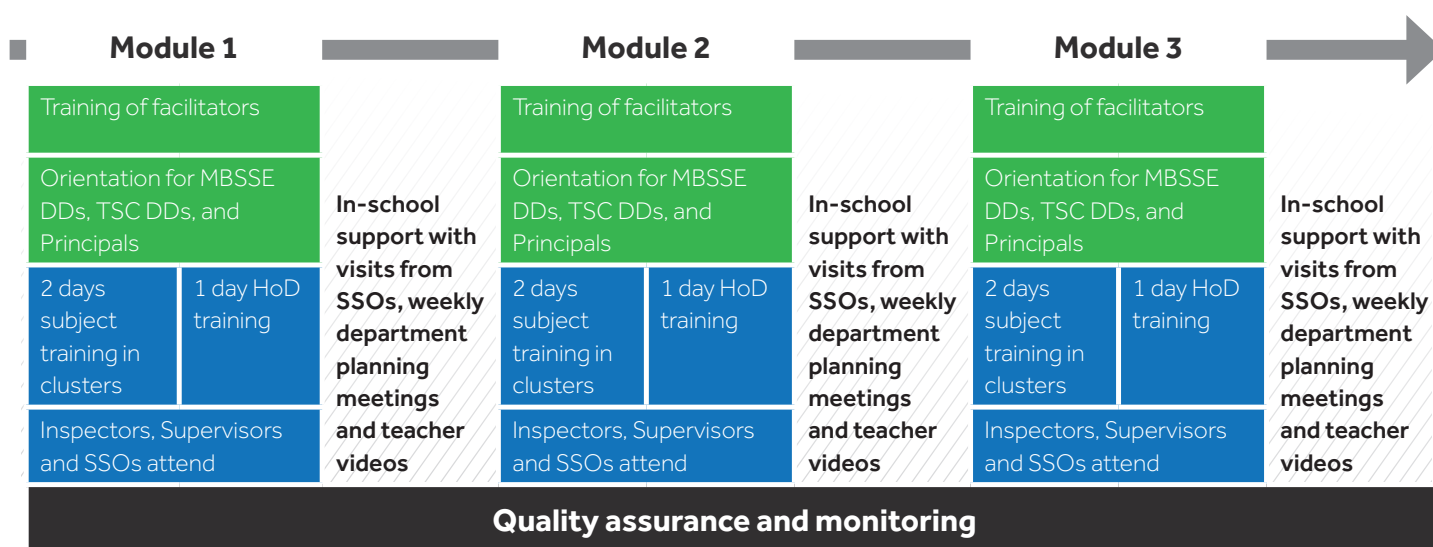 Module 1
Module 2
Module 3
Training of facilitators
Orientation for MBSSE
DDs, TSC DDs, and
Principals
2 days
subject
training in
clusters
1 day HoD
training
Inspectors, Supervisors
and SSOs attend
In-school
support with
visits from
SSOs, weekly
department
planning
meetings
and teacher
videos
Training of facilitators
Orientation for MBSSE
DDs, TSC DDs, and
Principals
2 days
subject
training in
clusters
1 day HoD
training
Inspectors, Supervisors
and SSOs attend
In-school
support with
visits from
SSOs, weekly
department
planning
meetings
and teacher
videos
Training of facilitators
Orientation for MBSSE
DDs, TSC DDs, and
Principals
2 days
subject
training in
clusters
1 day HoD
training
Inspectors, Supervisors
and SSOs attend
In-school
support with
visits from
SSOs, weekly
department
planning
meetings
and teacher
videos
Quality assurance and monitoring